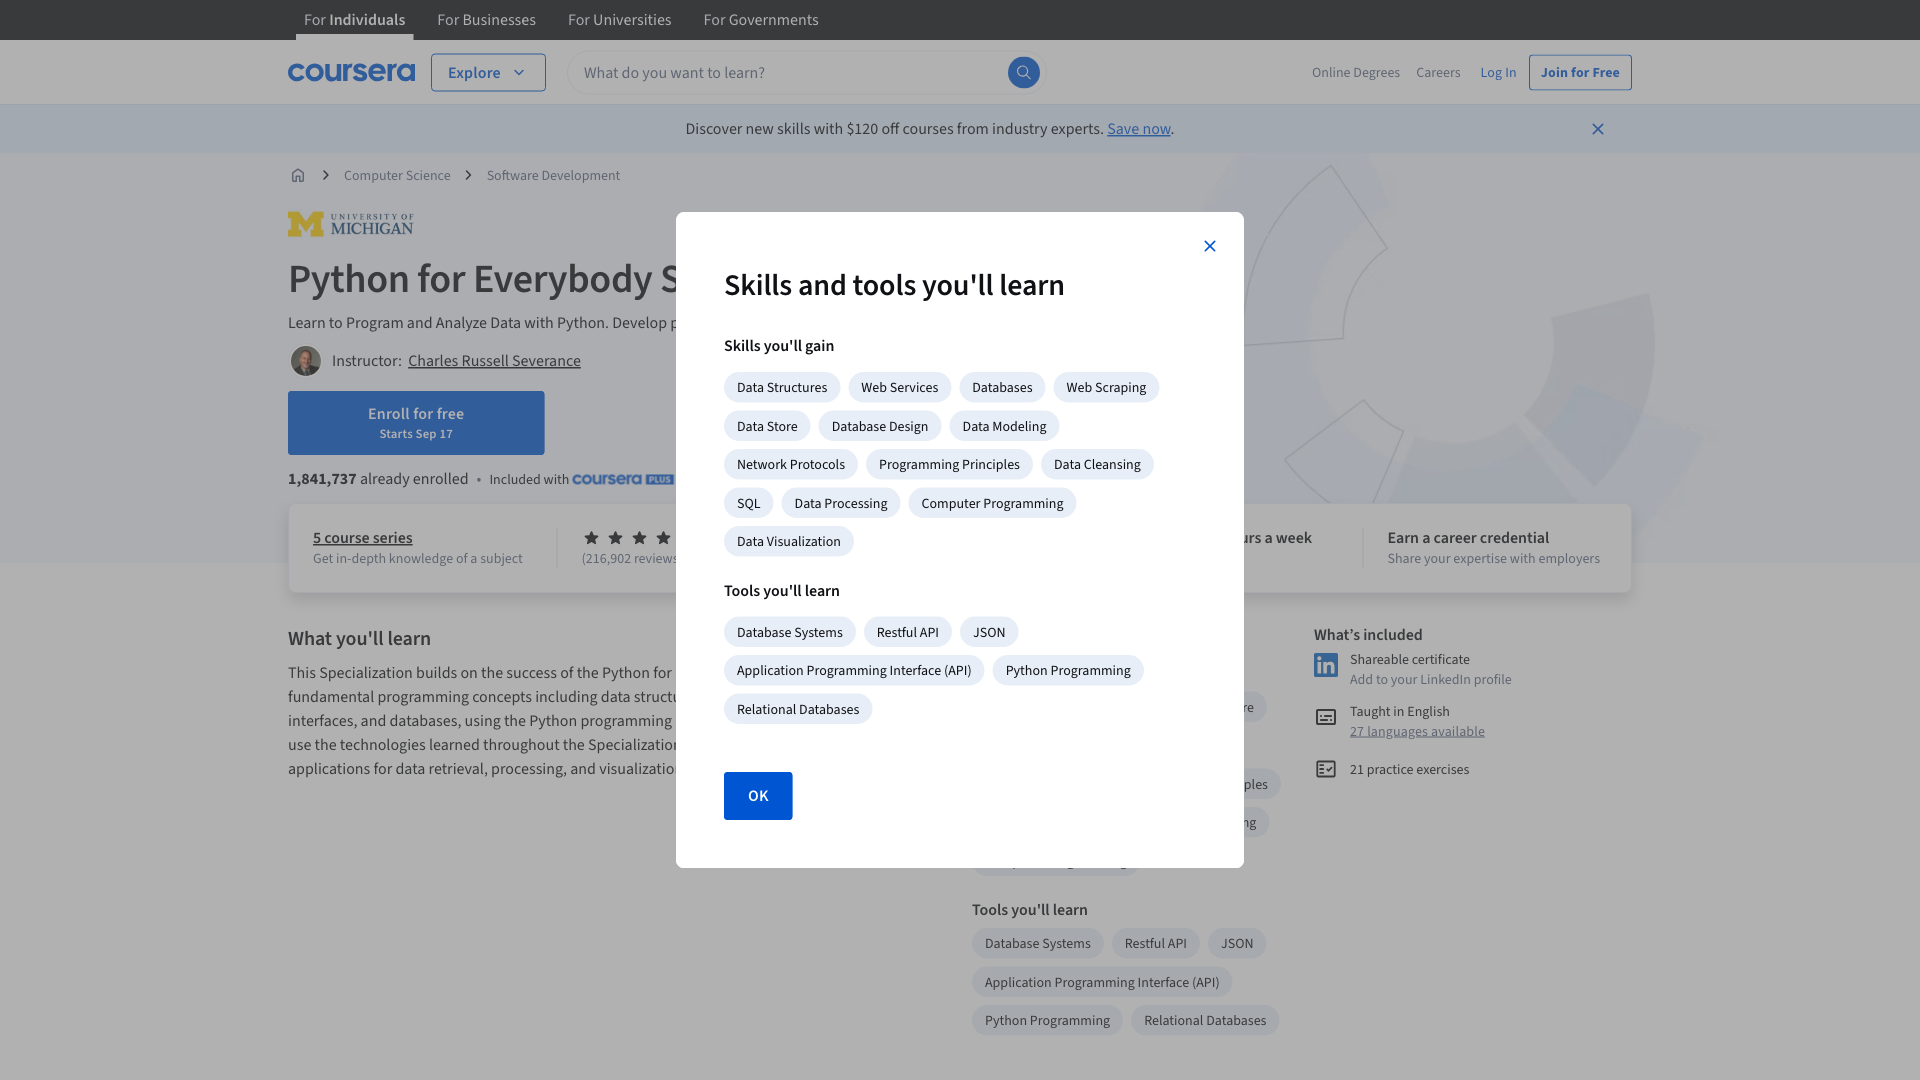 For Individuals
For Businesses
For Universities
For Governments
coursera
Explore
What do you want to learn?
Online Degrees
Careers
Log In
Join for Free
Discover new skills with $120 off courses from industry experts. Save now.
Computer Science
Software Development
M UNIVERSITY OF
MICHIGAN
Python for Everybody S
Learn to Program and Analyze Data with Python. Develop
Instructor: Charles Russell Severance
Enroll for free
Starts Sep 17
1,841,737 already enrolled • Included with coursera PLUS
5 course series
Get in-depth knowledge of a subject
(216,902 reviews
a week
Earn a career credential
Share your expertise with employers
What you'll learn
This Specialization builds on the success of the Python for
fundamental programming concepts including data
interfaces, and databases, using the Python programming
use the technologies learned throughout the Specialization
applications for data retrieval, processing, and
Skills and tools you'll learn
Skills you'll gain
Data Structures
Web Services
Databases
Web Scraping
Data Store
Database Design
Data Modeling
Network Protocols
Programming Principles
Data Cleansing
SQL
Data Processing
Computer Programming
Data Visualization
Tools you'll learn
Database Systems
Restful API
JSON
Application Programming Interface (API)
Python Programming
Relational Databases
OK
What's included
Shareable certificate
Add to your LinkedIn profile
Taught in English
27 languages available
21 practice exercises
Tools you'll learn
Database Systems
Restful API
JSON
Application Programming Interface (API)
Python Programming
Relational Databases